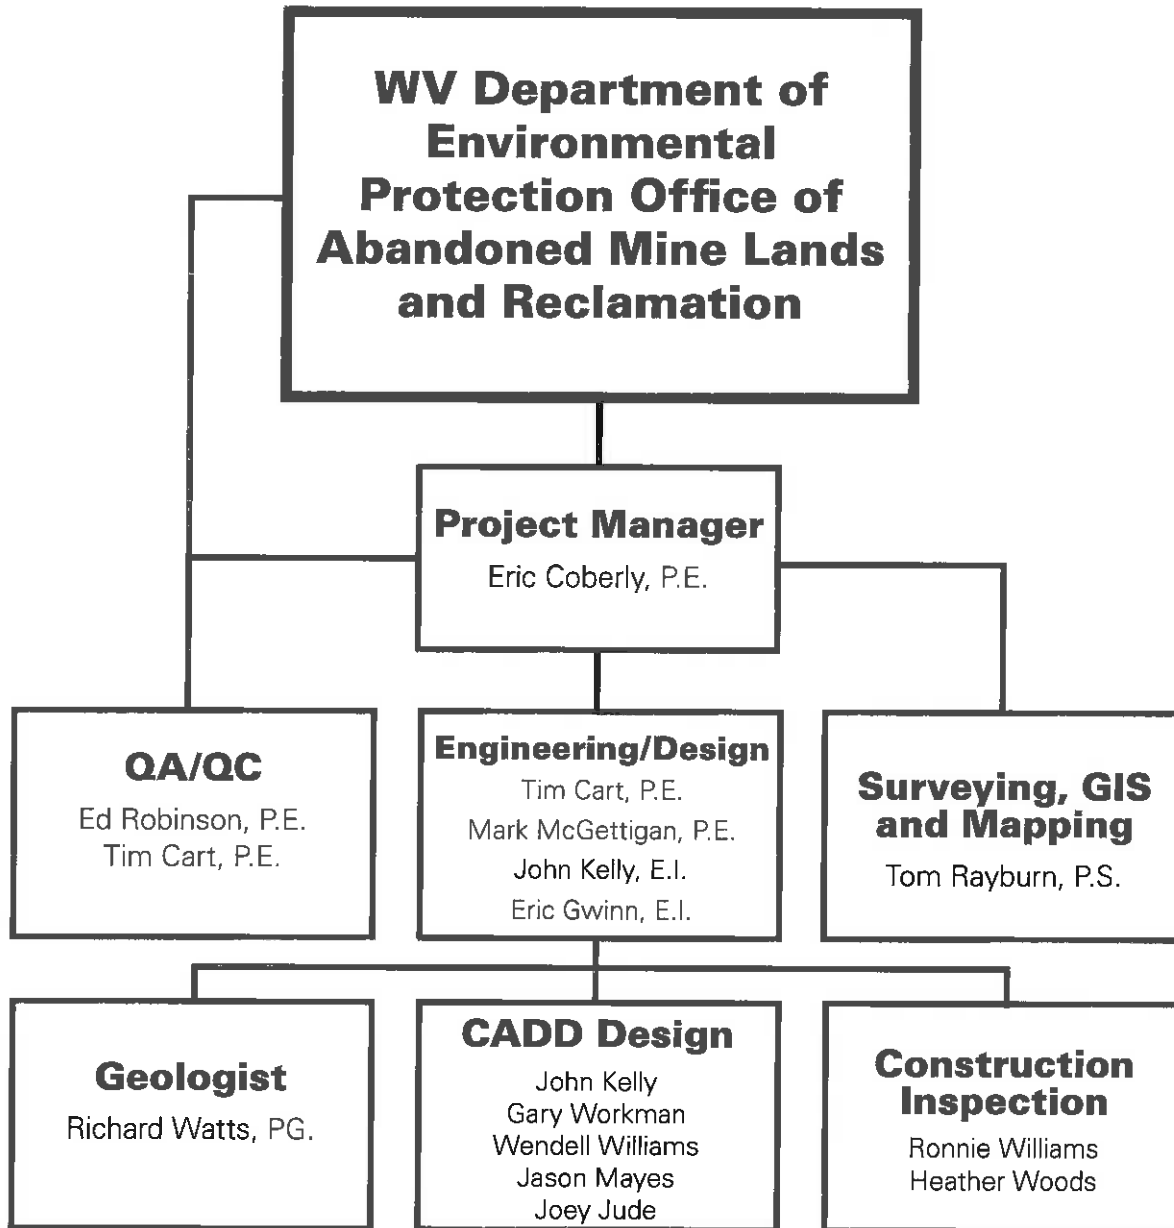 WV Department of
Environmental
Protection Office of
Abandoned Mine Lands
and Reclamation
Project Manager
Eric Coberly, P.E.
QA/QC
Ed Robinson, P.E.
Tim Cart, P.E.
Engineering/Design
Tim Cart, P.E.
Mark McGettigan, P.E.
John Kelly, E.I.
Eric Gwinn, E.I.
Surveying, GIS
and Mapping
Tom Rayburn, P.S.
Geologist
Richard Watts, PG.
CADD Design
John Kelly
Gary Workman
Wendell Williams
Jason Mayes
Joey Jude
Construction
Inspection
Ronnie Williams
Heather Woods